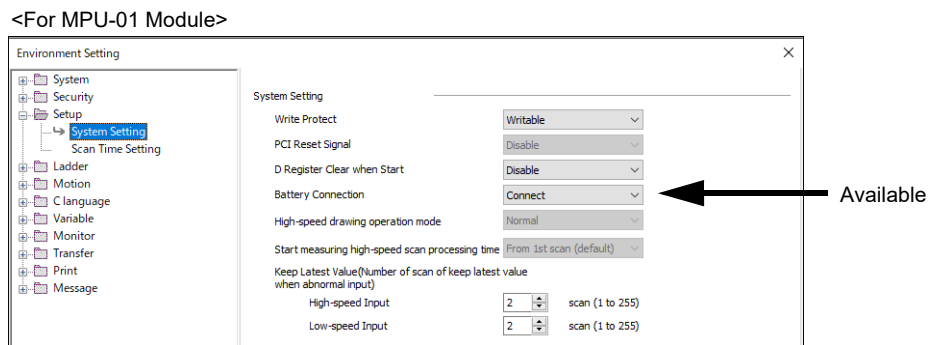 <For MPU-01 Module>
Environment Setting
System
Security
Setup
System Setting
Scan Time Setting
Ladder
Motion
C language
Variable
Monitor
Transfer
Print
Message
System Setting
Write Protect Writable
PCI Reset Signal Disable
D Register Clear when Start Disable
Battery Connection Connect
Available
High-speed drawing operation mode Normal
Start measuring high-speed scan processing time From 1st scan (default)
Keep Latest Value(Number of scan of keep latest value
when abnormal input)
High-speed Input 2 scan (1 to 255)
Low-speed Input 2 scan (1 to 255)